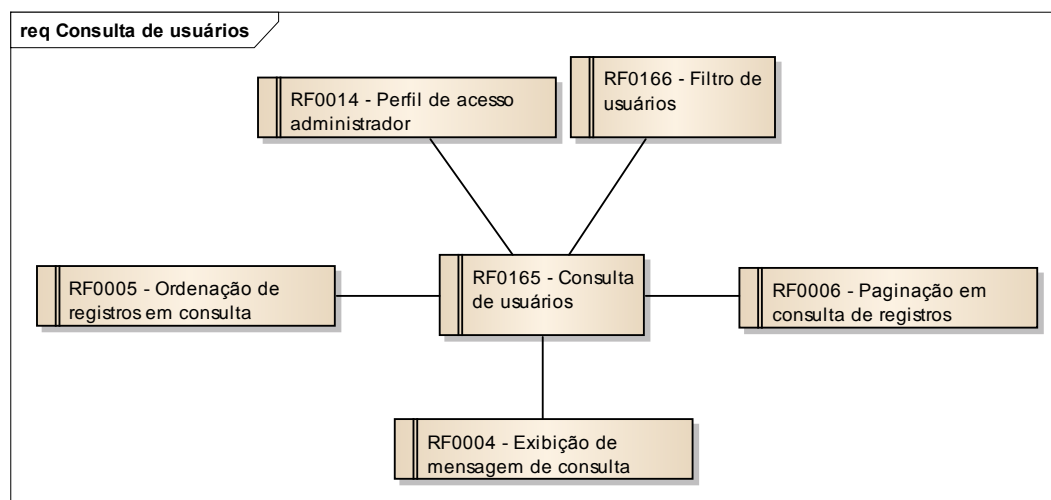 req Consulta de usuários
RF0014 - Perfil de acesso
administrador
RF0166 - Filtro de
usuários
RF0005 - Ordenação de
registros em consulta
RF0165 - Consulta
de usuários
RF0006 - Paginação em
consulta de registros
RF0004 - Exibição de
mensagem de consulta